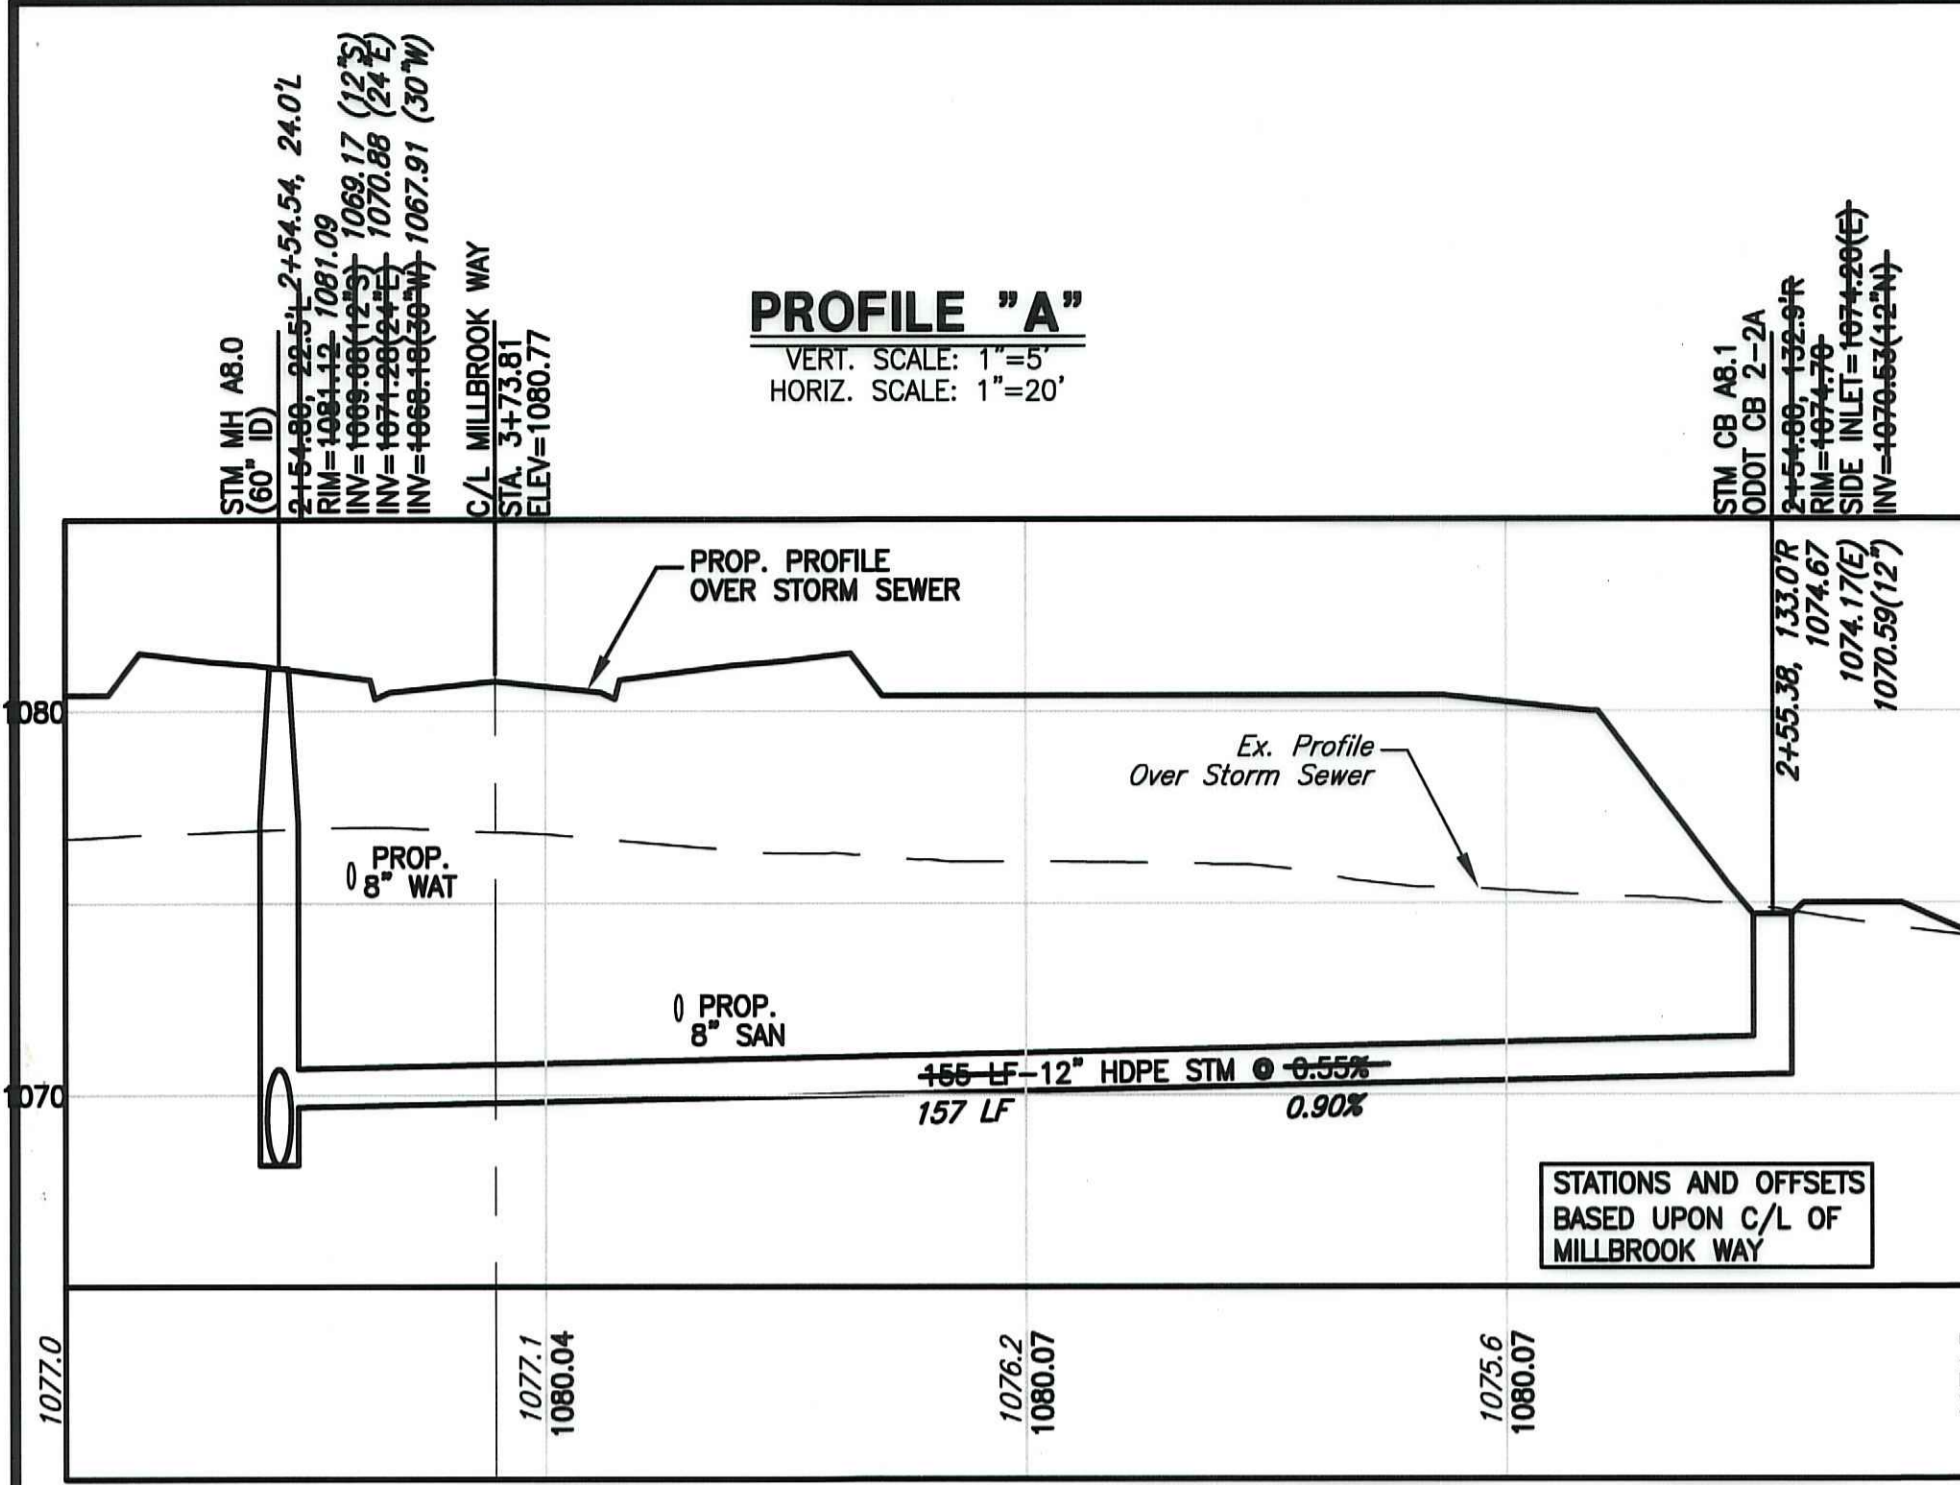 STM MH A8.0
(60" ID)
2+54.80, 22.5'L 2+54.54, 24.0'L
RIM=1081.12 1081.09
INV=1069.68(12"S) 1069.17 (12"S)
INV=1071.28(24"E) 1070.88 (24"E)
INV=1068.18(30"W) 1067.91 (30"W)
C/L MILLBROOK WAY
STA. 3+73.81
ELEV=1080.77
PROFILE "A"
VERT. SCALE: 1"=5'
HORIZ. SCALE: 1"=20'
STM CB A8.1
ODOT CB 2-2A
2+54.80, 132.9'R
RIM=1074.70
SIDE INLET=1074.20(E)
INV=1070.53(12"N)
2+55.38, 133.0'R
1074.67
1074.17(E)
1070.59(12")
PROP. PROFILE
OVER STORM SEWER
1080
Ex. Profile
Over Storm Sewer
PROP.
8" WAT
PROP.
8" SAN
1070
155 LF-12" HDPE STM @ 0.55%
157 LF 0.90%
STATIONS AND OFFSETS
BASED UPON C/L OF
MILLBROOK WAY
1077.0
1077.1
1080.04
1076.2
1080.07
1075.6
1080.07